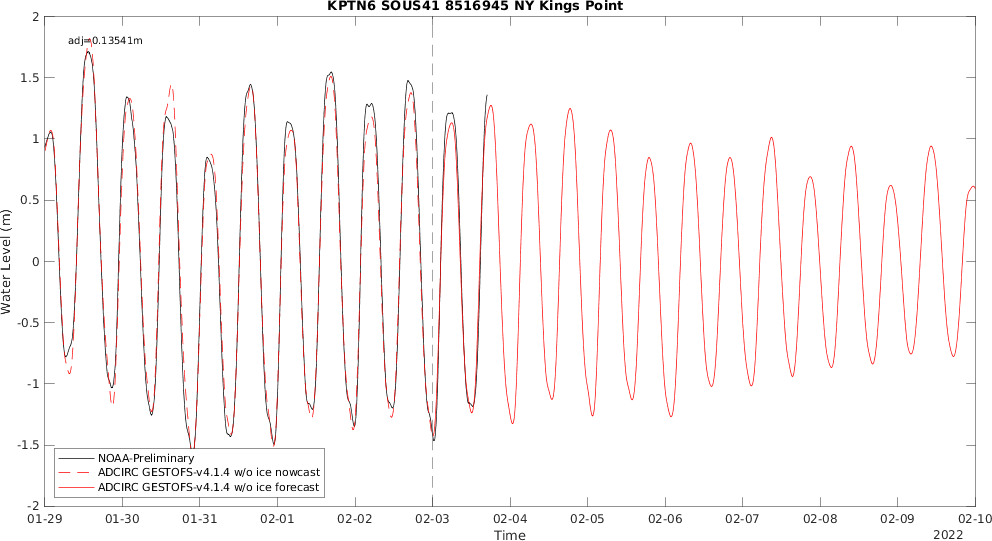 KPTN6 SOUS41 8516945 NY Kings Point
adj=0.13541m
2
1.5
1
0.5
0
-0.5
-1
-1.5
-2
Water Level (m)
NOAA-Preliminary
ADCIRC GESTOFS-v4.1.4 w/o ice nowcast
ADCIRC GESTOFS-v4.1.4 w/o ice forecast
01-29 01-30 01-31 02-01 02-02 02-03 02-04 02-05 02-06 02-07 02-08 02-09 02-10
Time
2022